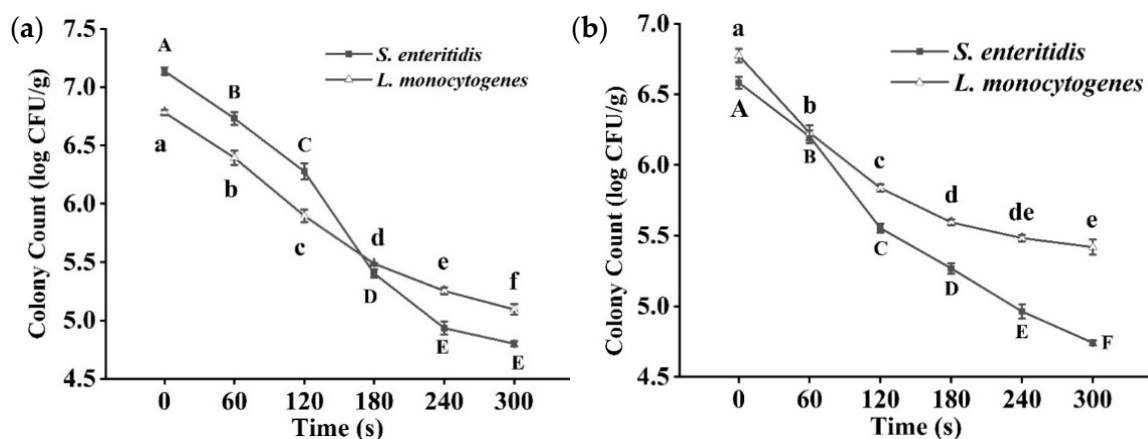 (a)
Colony Count (log CFU/g)
7.5
7.0
6.5
6.0
5.5
5.0
4.5
S. enteritidis
L. monocytogenes
A
B
C
D
E
E
a
b
c
d
e
f
0 60 120 180 240 300
Time (s)
(b)
Colony Count (log CFU/g)
7.0
6.5
6.0
5.5
5.0
4.5
S. enteritidis
L. monocytogenes
a
b
c
d
de
e
A
B
C
D
E
F
0 60 120 180 240 300
Time (s)